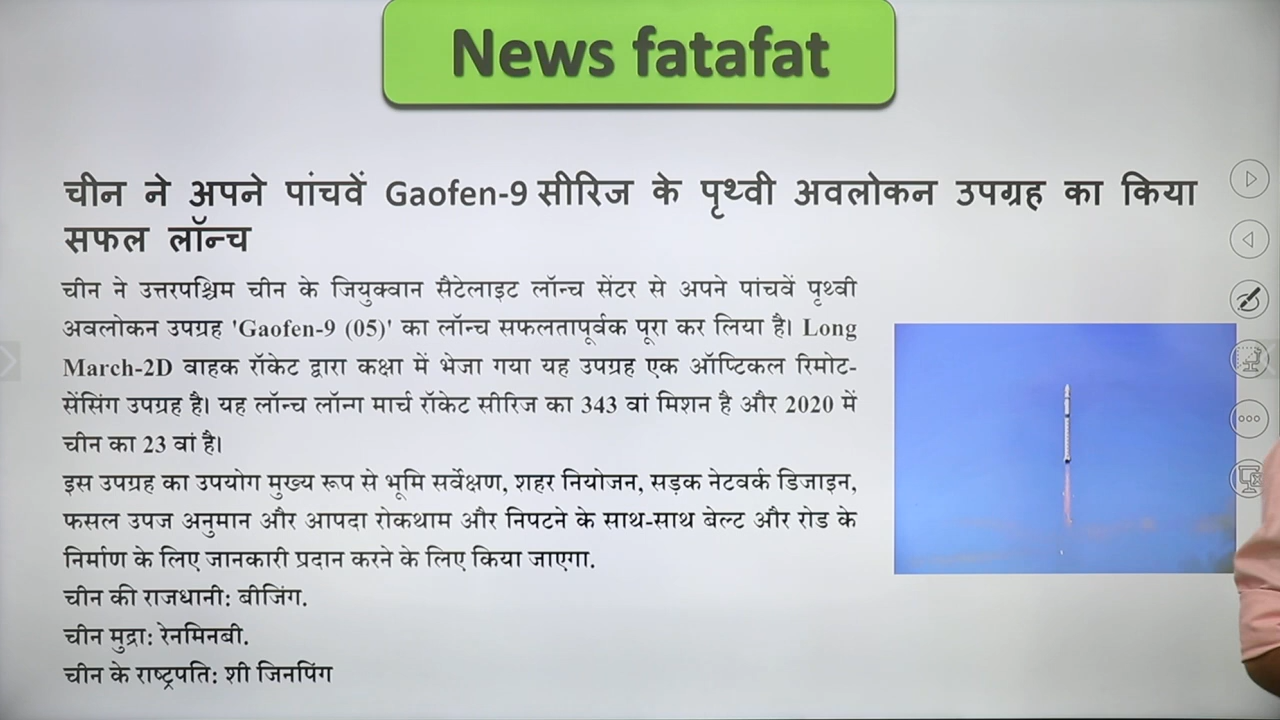 News fatafat
चीन ने अपने पांचवें Gaofen-9 सीरिज के पृथ्वी अवलोकन उपग्रह का किया
सफल लॉन्च
चीन ने उत्तरपश्चिम चीन के जियुक्वान सैटेलाइट लॉन्च सेंटर से अपने पांचवें पृथ्वी
अवलोकन उपग्रह 'Gaofen-9 (05)' का लॉन्च सफलतापूर्वक पूरा कर लिया है। Long
March-2D वाहक रॉकेट द्वारा कक्षा में भेजा गया यह उपग्रह एक ऑप्टिकल रिमोट-
सेंसिंग उपग्रह है। यह लॉन्च लॉन्ग मार्च रॉकेट सीरिज का 343 वां मिशन है और 2020 में
चीन का 23 वां है।
इस उपग्रह का उपयोग मुख्य रूप से भूमि सर्वेक्षण, शहर नियोजन, सड़क नेटवर्क डिजाइन,
फसल उपज अनुमान और आपदा रोकथाम और निपटने के साथ-साथ बेल्ट और रोड के
निर्माण के लिए जानकारी प्रदान करने के लिए किया जाएगा.
चीन की राजधानी: बीजिंग.
चीन मुद्रा: रेनमिनबी.
चीन के राष्ट्रपति: शी जिनपिंग